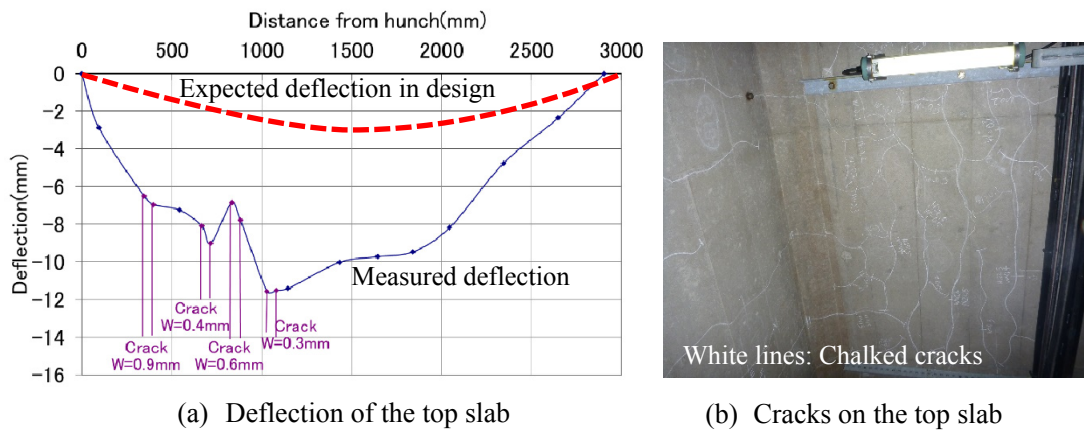 Distance from hunch(mm)
0 500 1000 1500 2000 2500 3000
0
-2
-4
-6
-8
-10
-12
-14
-16
Deflection(mm)
Expected deflection in design
Measured deflection
Crack
W=0.9mm
Crack
W=0.4mm
Crack
W=0.6mm
Crack
W=0.3mm
White lines: Chalked cracks
(a) Deflection of the top slab
(b) Cracks on the top slab